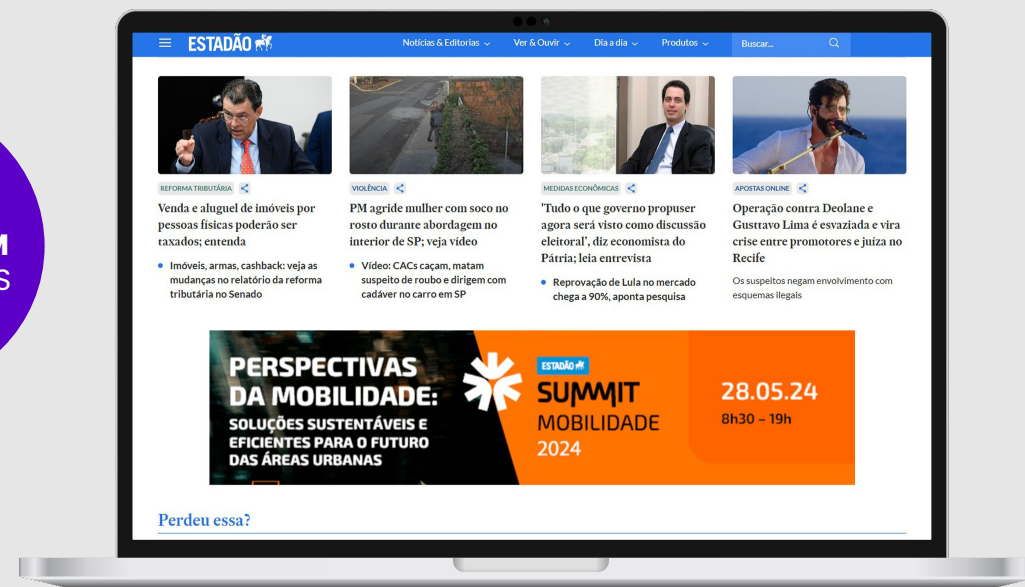 ESTADÃO
Notícias & Editorias
Ver & Ouvir
Dia a dia
Produtos
Buscar...
REFORMA TRIBUTÁRIA
Venda e aluguel de imóveis por
pessoas físicas poderão ser
taxados; entenda
Imóveis, armas, cashback: veja as
mudanças no relatório da reforma
tributária no Senado
VIOLÊNCIA
PM agride mulher com soco no
rosto durante abordagem no
interior de SP; veja vídeo
Vídeo: CACs caçam, matam
suspeito de roubo e dirigem com
cadáver no carro em SP
MEDIDAS ECONÔMICAS
'Tudo o que governo propuser
agora será visto como discussão
eleitoral', diz economista do
Pátria; leia entrevista
Reprovação de Lula no mercado
chega a 90%, aponta pesquisa
APOSTAS ONLINE
Operação contra Deolane e
Gusttavo Lima é esvaziada e vira
crise entre promotores e juíza no
Recife
Os suspeitos negam envolvimento com
esquemas ilegais
PERSPECTIVAS
DA MOBILIDADE:
SOLUÇÕES SUSTENTÁVEIS E
EFICIENTES PARA O FUTURO
DAS ÁREAS URBANAS
ESTADÃO
SUMMIT
MOBILIDADE
2024
28.05.24
8h30 – 19h
Perdeu essa?